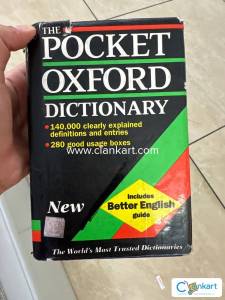 THE
POCKET
OXFORD
DICTIONARY
• 140,000 clearly explained
definitions and entries
• 280 good usage boxes
www.clankart.com
New
includes
Better English
guide
The World's Most Trusted Dictionaries
Clankart